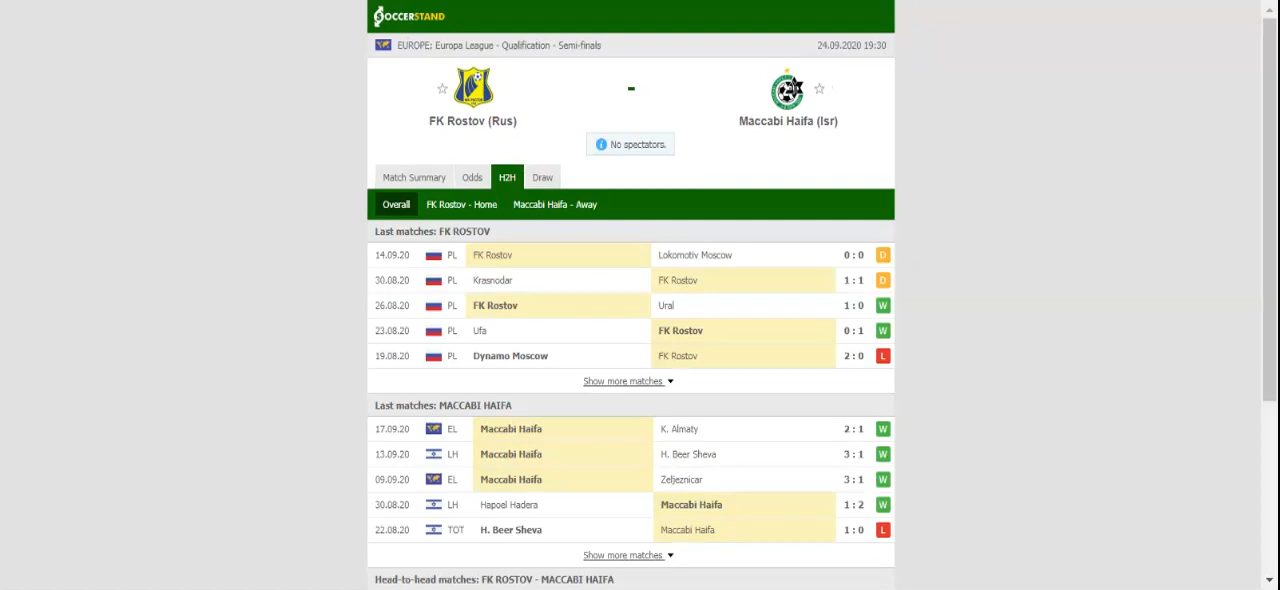 SOCCERSTAND
EUROPE: Europa League - Qualification - Semi-finals 24.09.2020 19:30
FK Rostov (Rus) - Maccabi Haifa (Isr)
No spectators.
Match Summary Odds H2H Draw
Overall FK Rostov - Home Maccabi Haifa - Away
Last matches: FK ROSTOV
14.09.20 PL FK Rostov Lokomotiv Moscow 0 : 0 D
30.08.20 PL Krasnodar FK Rostov 1 : 1 D
26.08.20 PL FK Rostov Ural 1 : 0 W
23.08.20 PL Ufa FK Rostov 0 : 1 W
19.08.20 PL Dynamo Moscow FK Rostov 2 : 0 L
Show more matches
Last matches: MACCABI HAIFA
17.09.20 EL Maccabi Haifa K. Almaty 2 : 1 W
13.09.20 LH Maccabi Haifa H. Beer Sheva 3 : 1 W
09.09.20 EL Maccabi Haifa Zeljeznicar 3 : 1 W
30.08.20 LH Hapoel Hadera Maccabi Haifa 1 : 2 W
22.08.20 TOT H. Beer Sheva Maccabi Haifa 1 : 0 L
Show more matches
Head-to-head matches: FK ROSTOV - MACCABI HAIFA